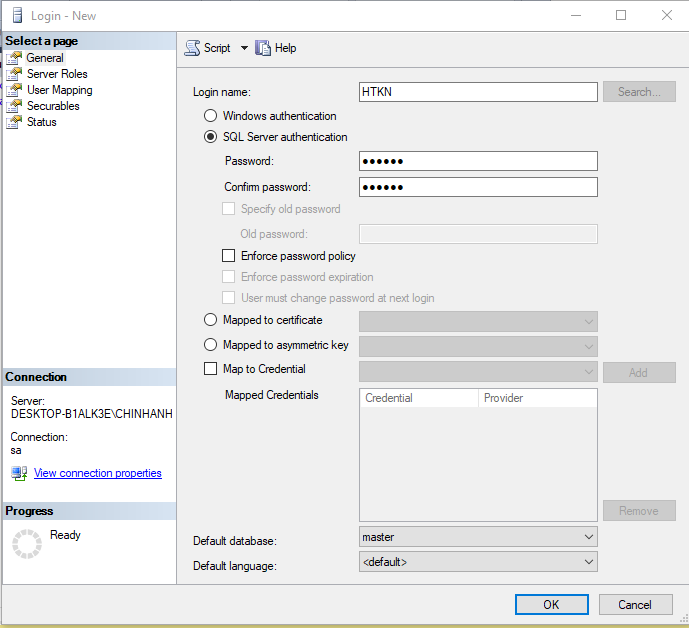 Login - New
Select a page
General
Server Roles
User Mapping
Securables
Status
Connection
Server:
DESKTOP-B1ALK3E\CHINHANH
Connection:
sa
View connection properties
Progress
Ready
Script
Help
Login name:
HTKN
Search...
Windows authentication
SQL Server authentication
Password:
●●●●●●
Confirm password:
●●●●●●
Specify old password
Old password:
Enforce password policy
Enforce password expiration
User must change password at next login
Mapped to certificate
Mapped to asymmetric key
Map to Credential
Add
Mapped Credentials
Credential Provider
Remove
Default database:
master
Default language:
<default>
OK
Cancel